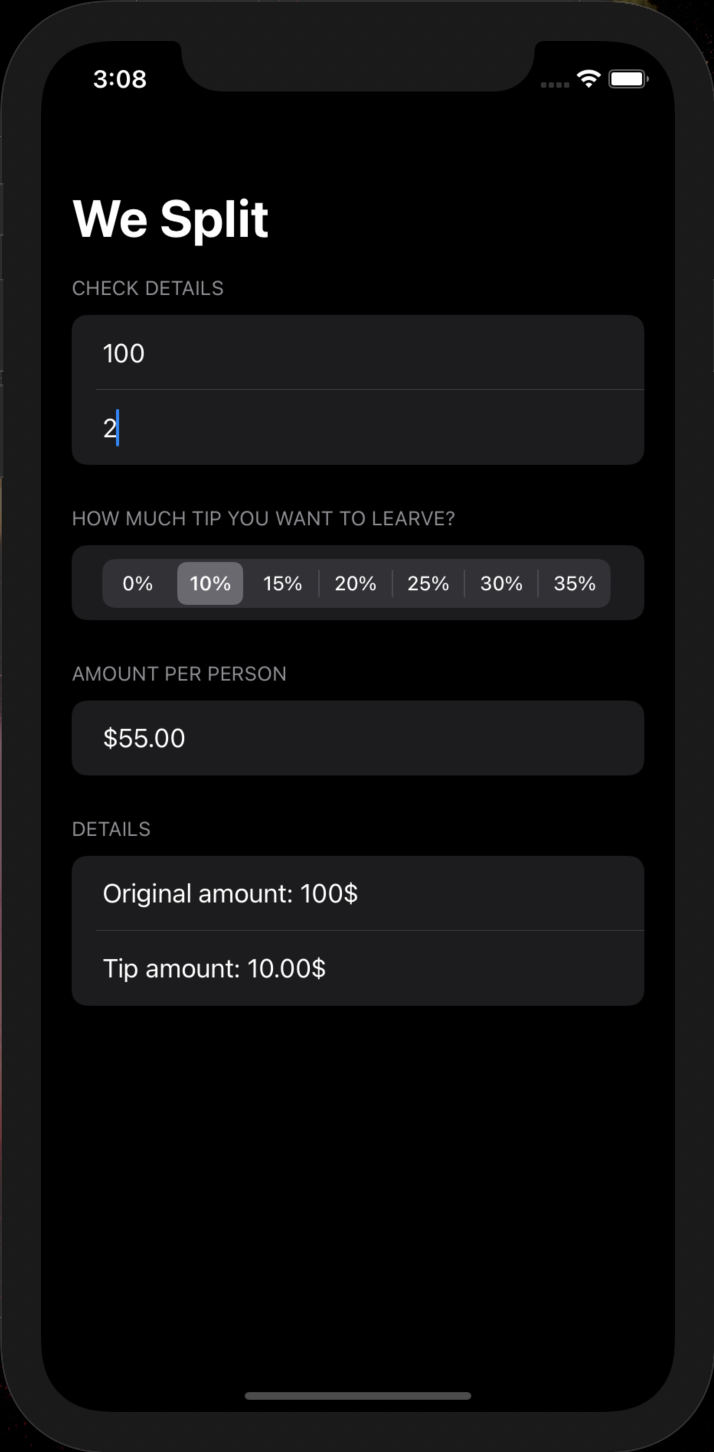 3:08
We Split
CHECK DETAILS
100
2
HOW MUCH TIP YOU WANT TO LEARVE?
0% 10% 15% 20% 25% 30% 35%
AMOUNT PER PERSON
$55.00
DETAILS
Original amount: 100$
Tip amount: 10.00$